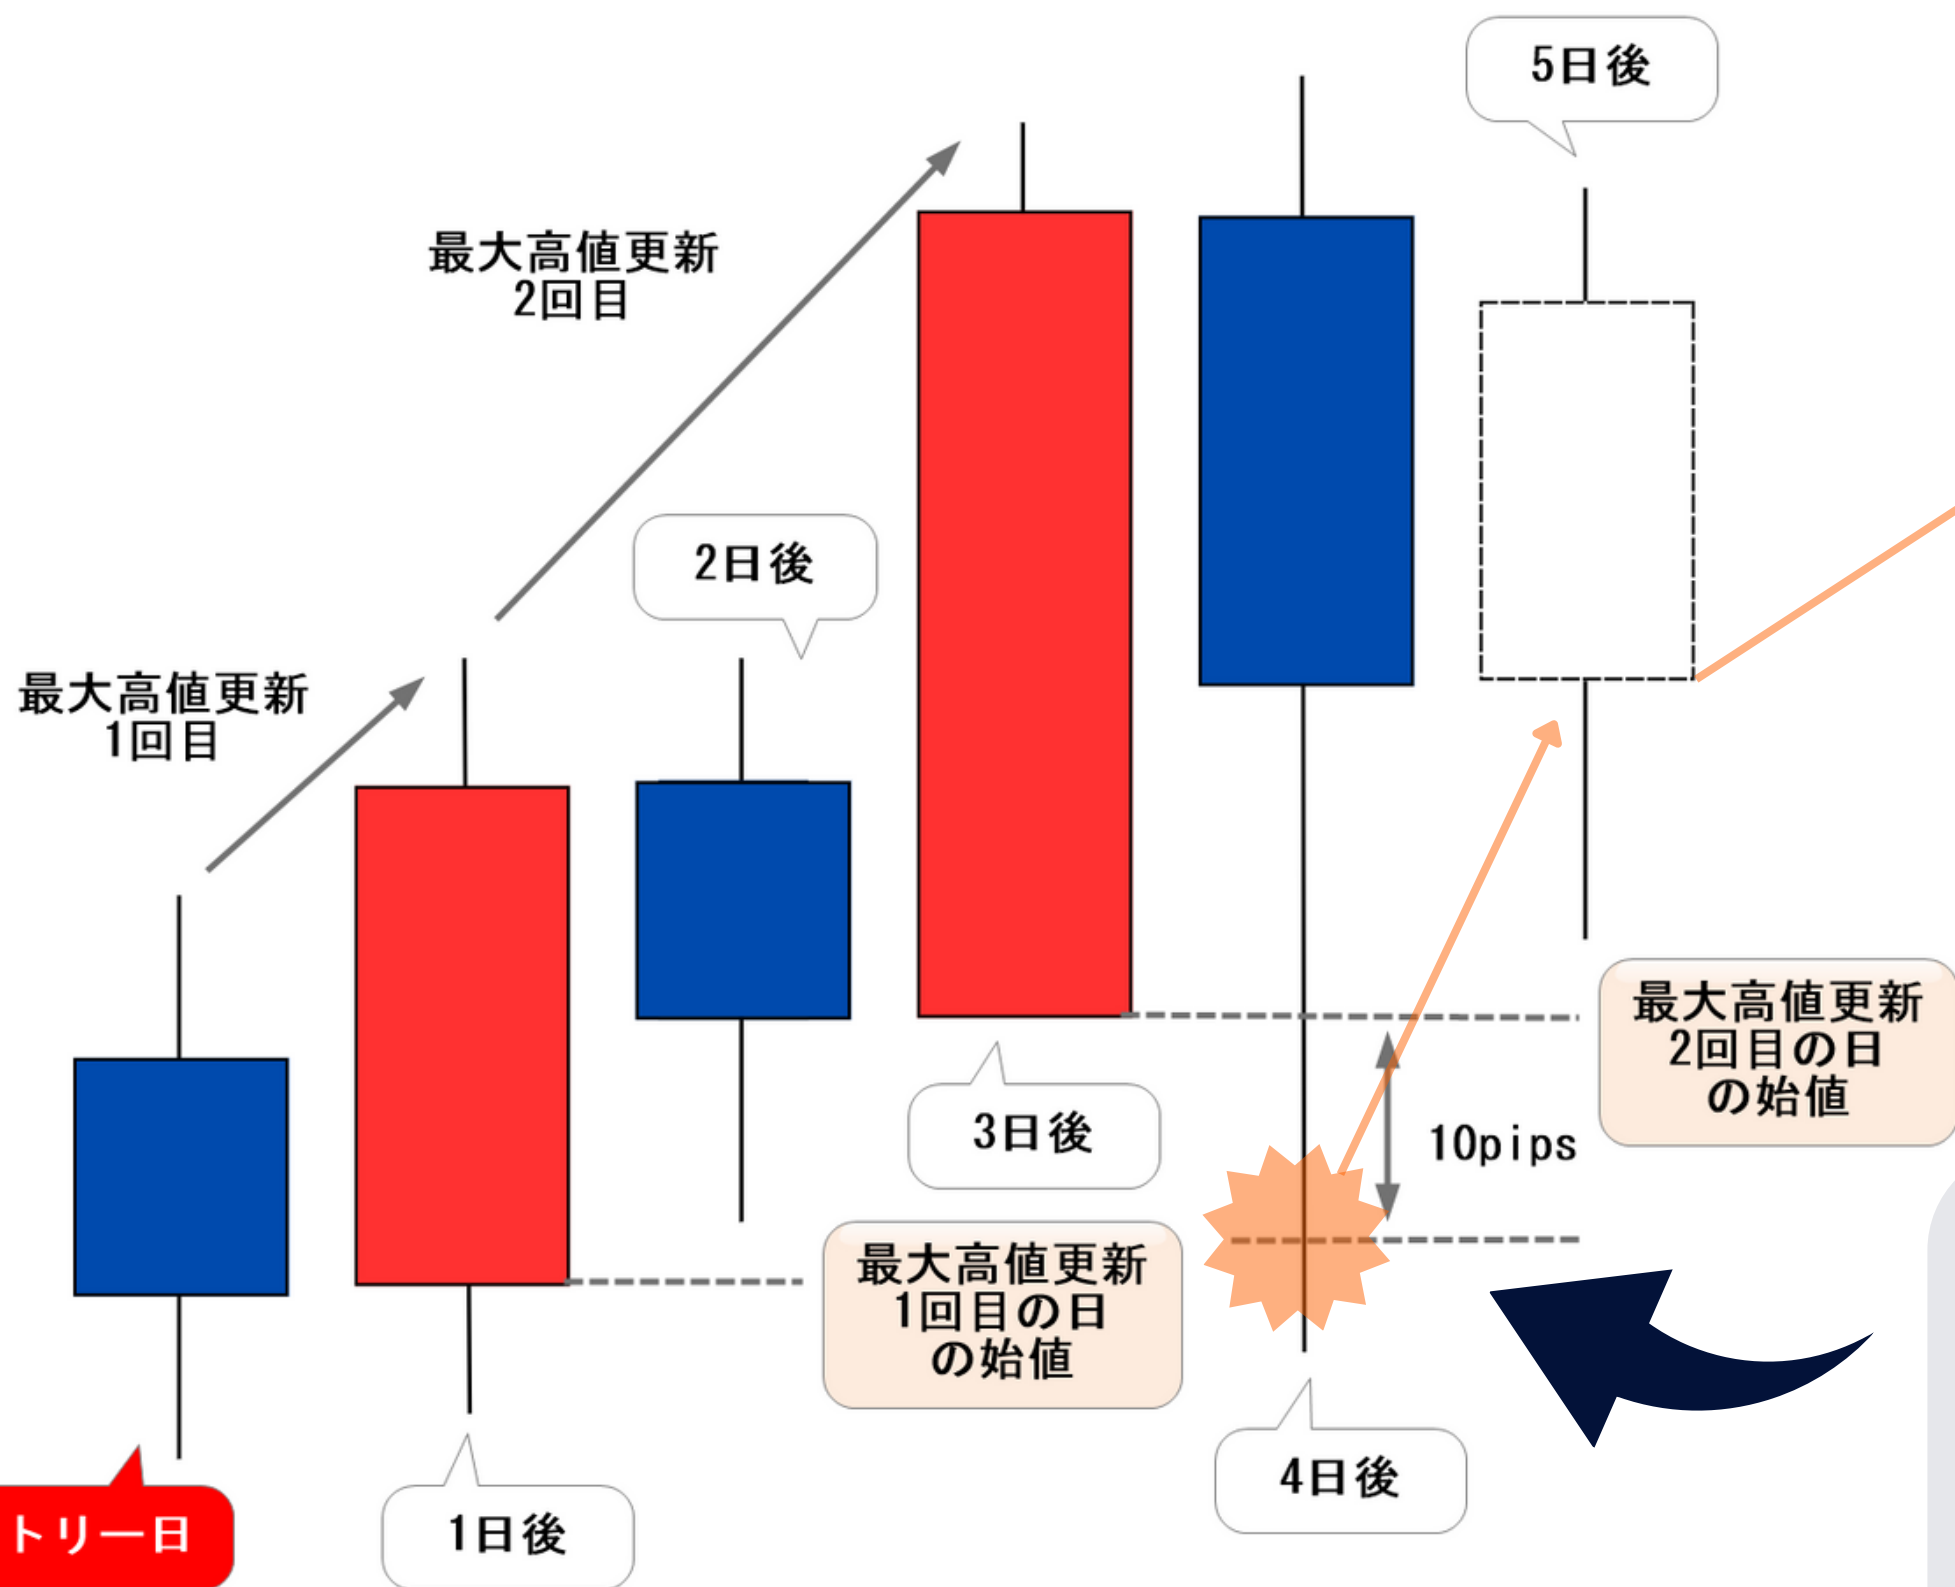 5日後
最大高値更新
2回目
2日後
最大高値更新
1回目
最大高値更新
2回目の日
の始値
3日後
10pips
最大高値更新
1回目の日
の始値
4日後
トリー日
1日後